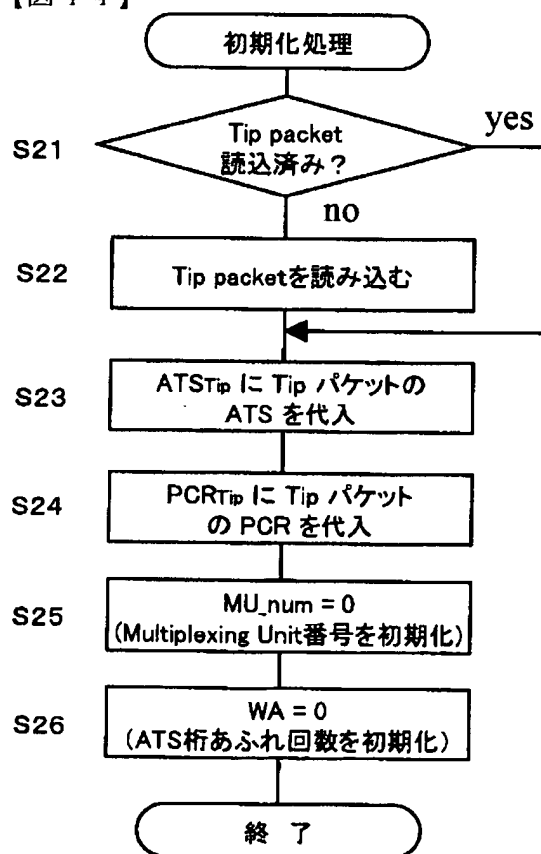 初期化処理
S21
Tip packet
読込済み?
yes
no
S22
Tip packetを読み込む
S23
ATSTip に Tip パケットの
ATS を代入
S24
PCRTip に Tip パケット
の PCR を代入
S25
MU_num = 0
(Multiplexing Unit番号を初期化)
S26
WA = 0
(ATS桁あふれ回数を初期化)
終 了